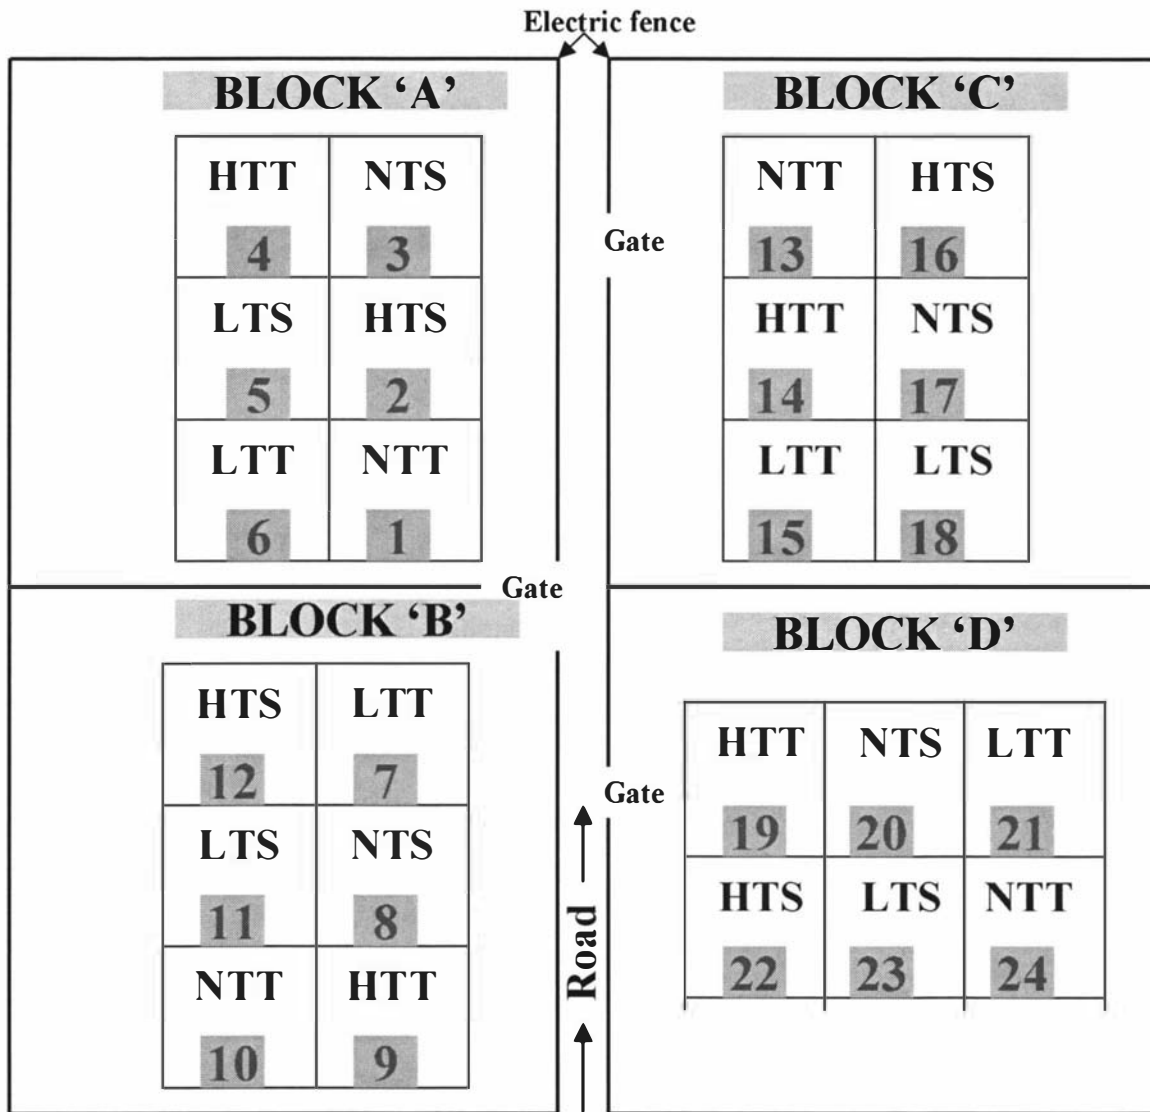 Electric fence
BLOCK ‘A’
HTT NTS
4 3
LTS HTS
5 2
LTT NTT
6 1
BLOCK ‘C’
NTT HTS
13 16
HTT NTS
14 17
LTT LTS
15 18
Gate
Gate
BLOCK ‘B’
HTS LTT
12 7
LTS NTS
11 8
NTT HTT
10 9
BLOCK ‘D’
HTT NTS LTT
19 20 21
HTS LTS NTT
22 23 24
Gate
Road